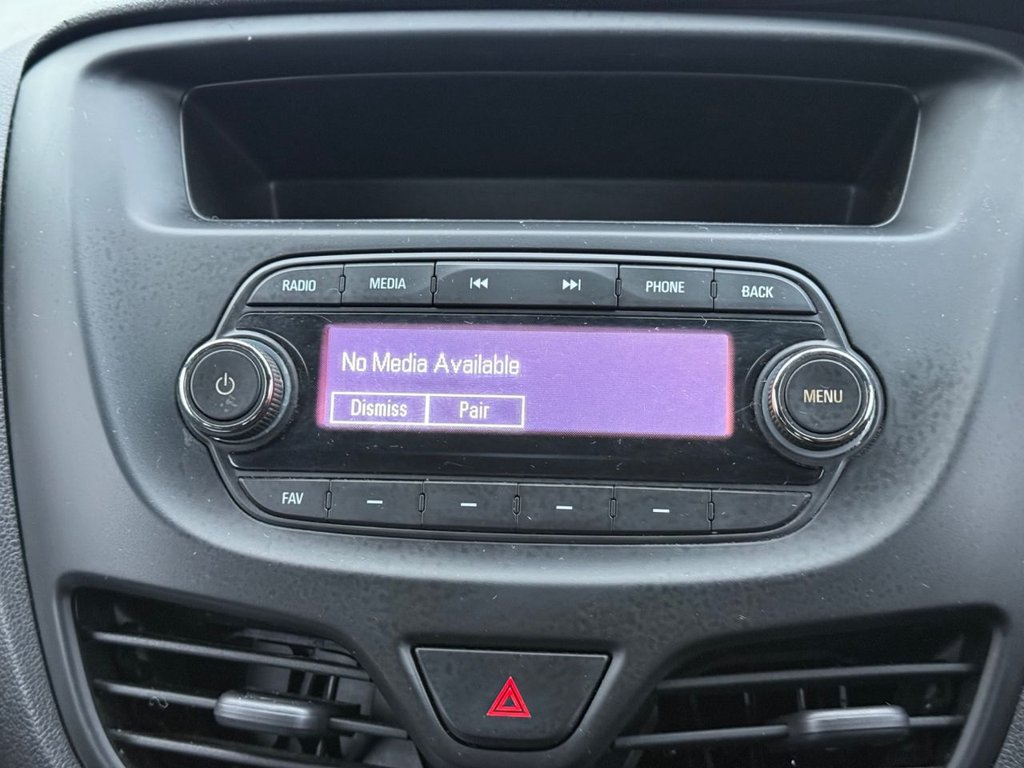 RADIO MEDIA PHONE BACK
No Media Available
Dismiss Pair
MENU
FAV